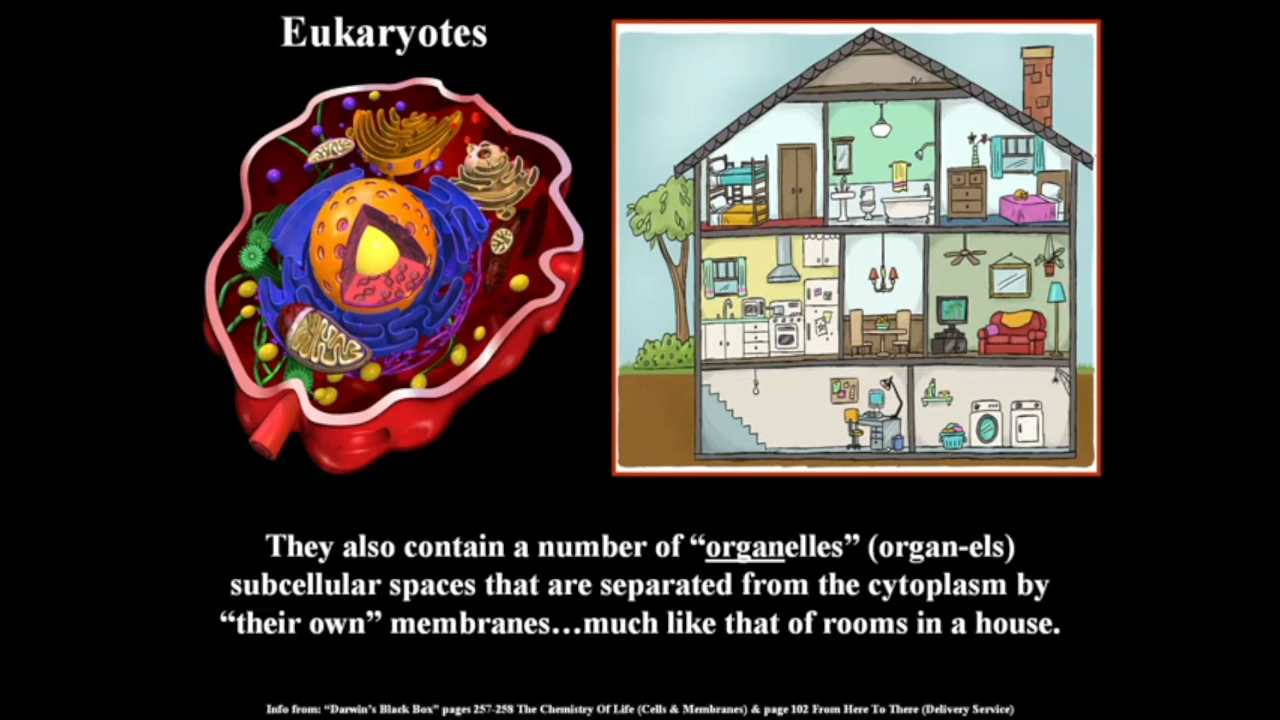 Eukaryotes
They also contain a number of “organelles” (organ-els)
subcellular spaces that are separated from the cytoplasm by
“their own” membranes…much like that of rooms in a house.
Info from: “Darwin’s Black Box” pages 257-258 The Chemistry Of Life (Cells & Membranes) & page 102 From Here To There (Delivery Service)